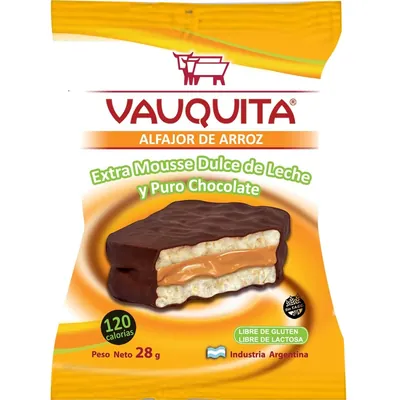 VAUQUITA®
ALFAJOR DE ARROZ
Extra Mousse Dulce de Leche
y Puro Chocolate
120
calorías
SIN T.A.C.C.
LIBRE DE GLUTEN
LIBRE DE LACTOSA
Peso Neto 28 g
Industria Argentina